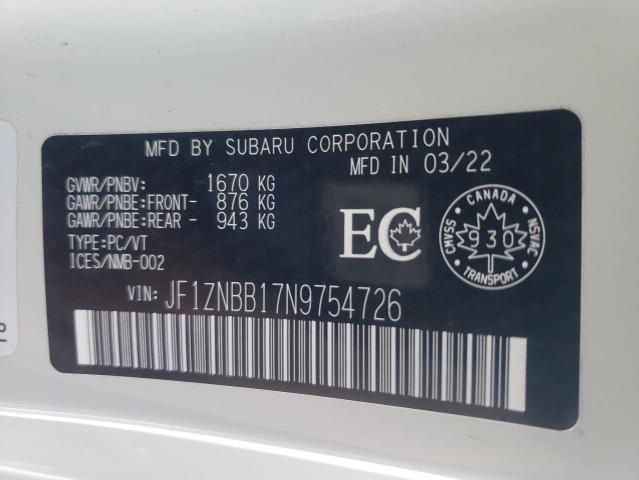 MFD BY SUBARU CORPORATION
MFD IN 03/22
GVWR/PNBV: 1670 KG
GAWR/PNBE:FRONT- 876 KG
GAWR/PNBE:REAR - 943 KG
TYPE:PC/VT
ICES/NMB-002
EC
CANADA
CMVSS 930 NSVAC
TRANSPORT
VIN: JF1ZNBB17N9754726